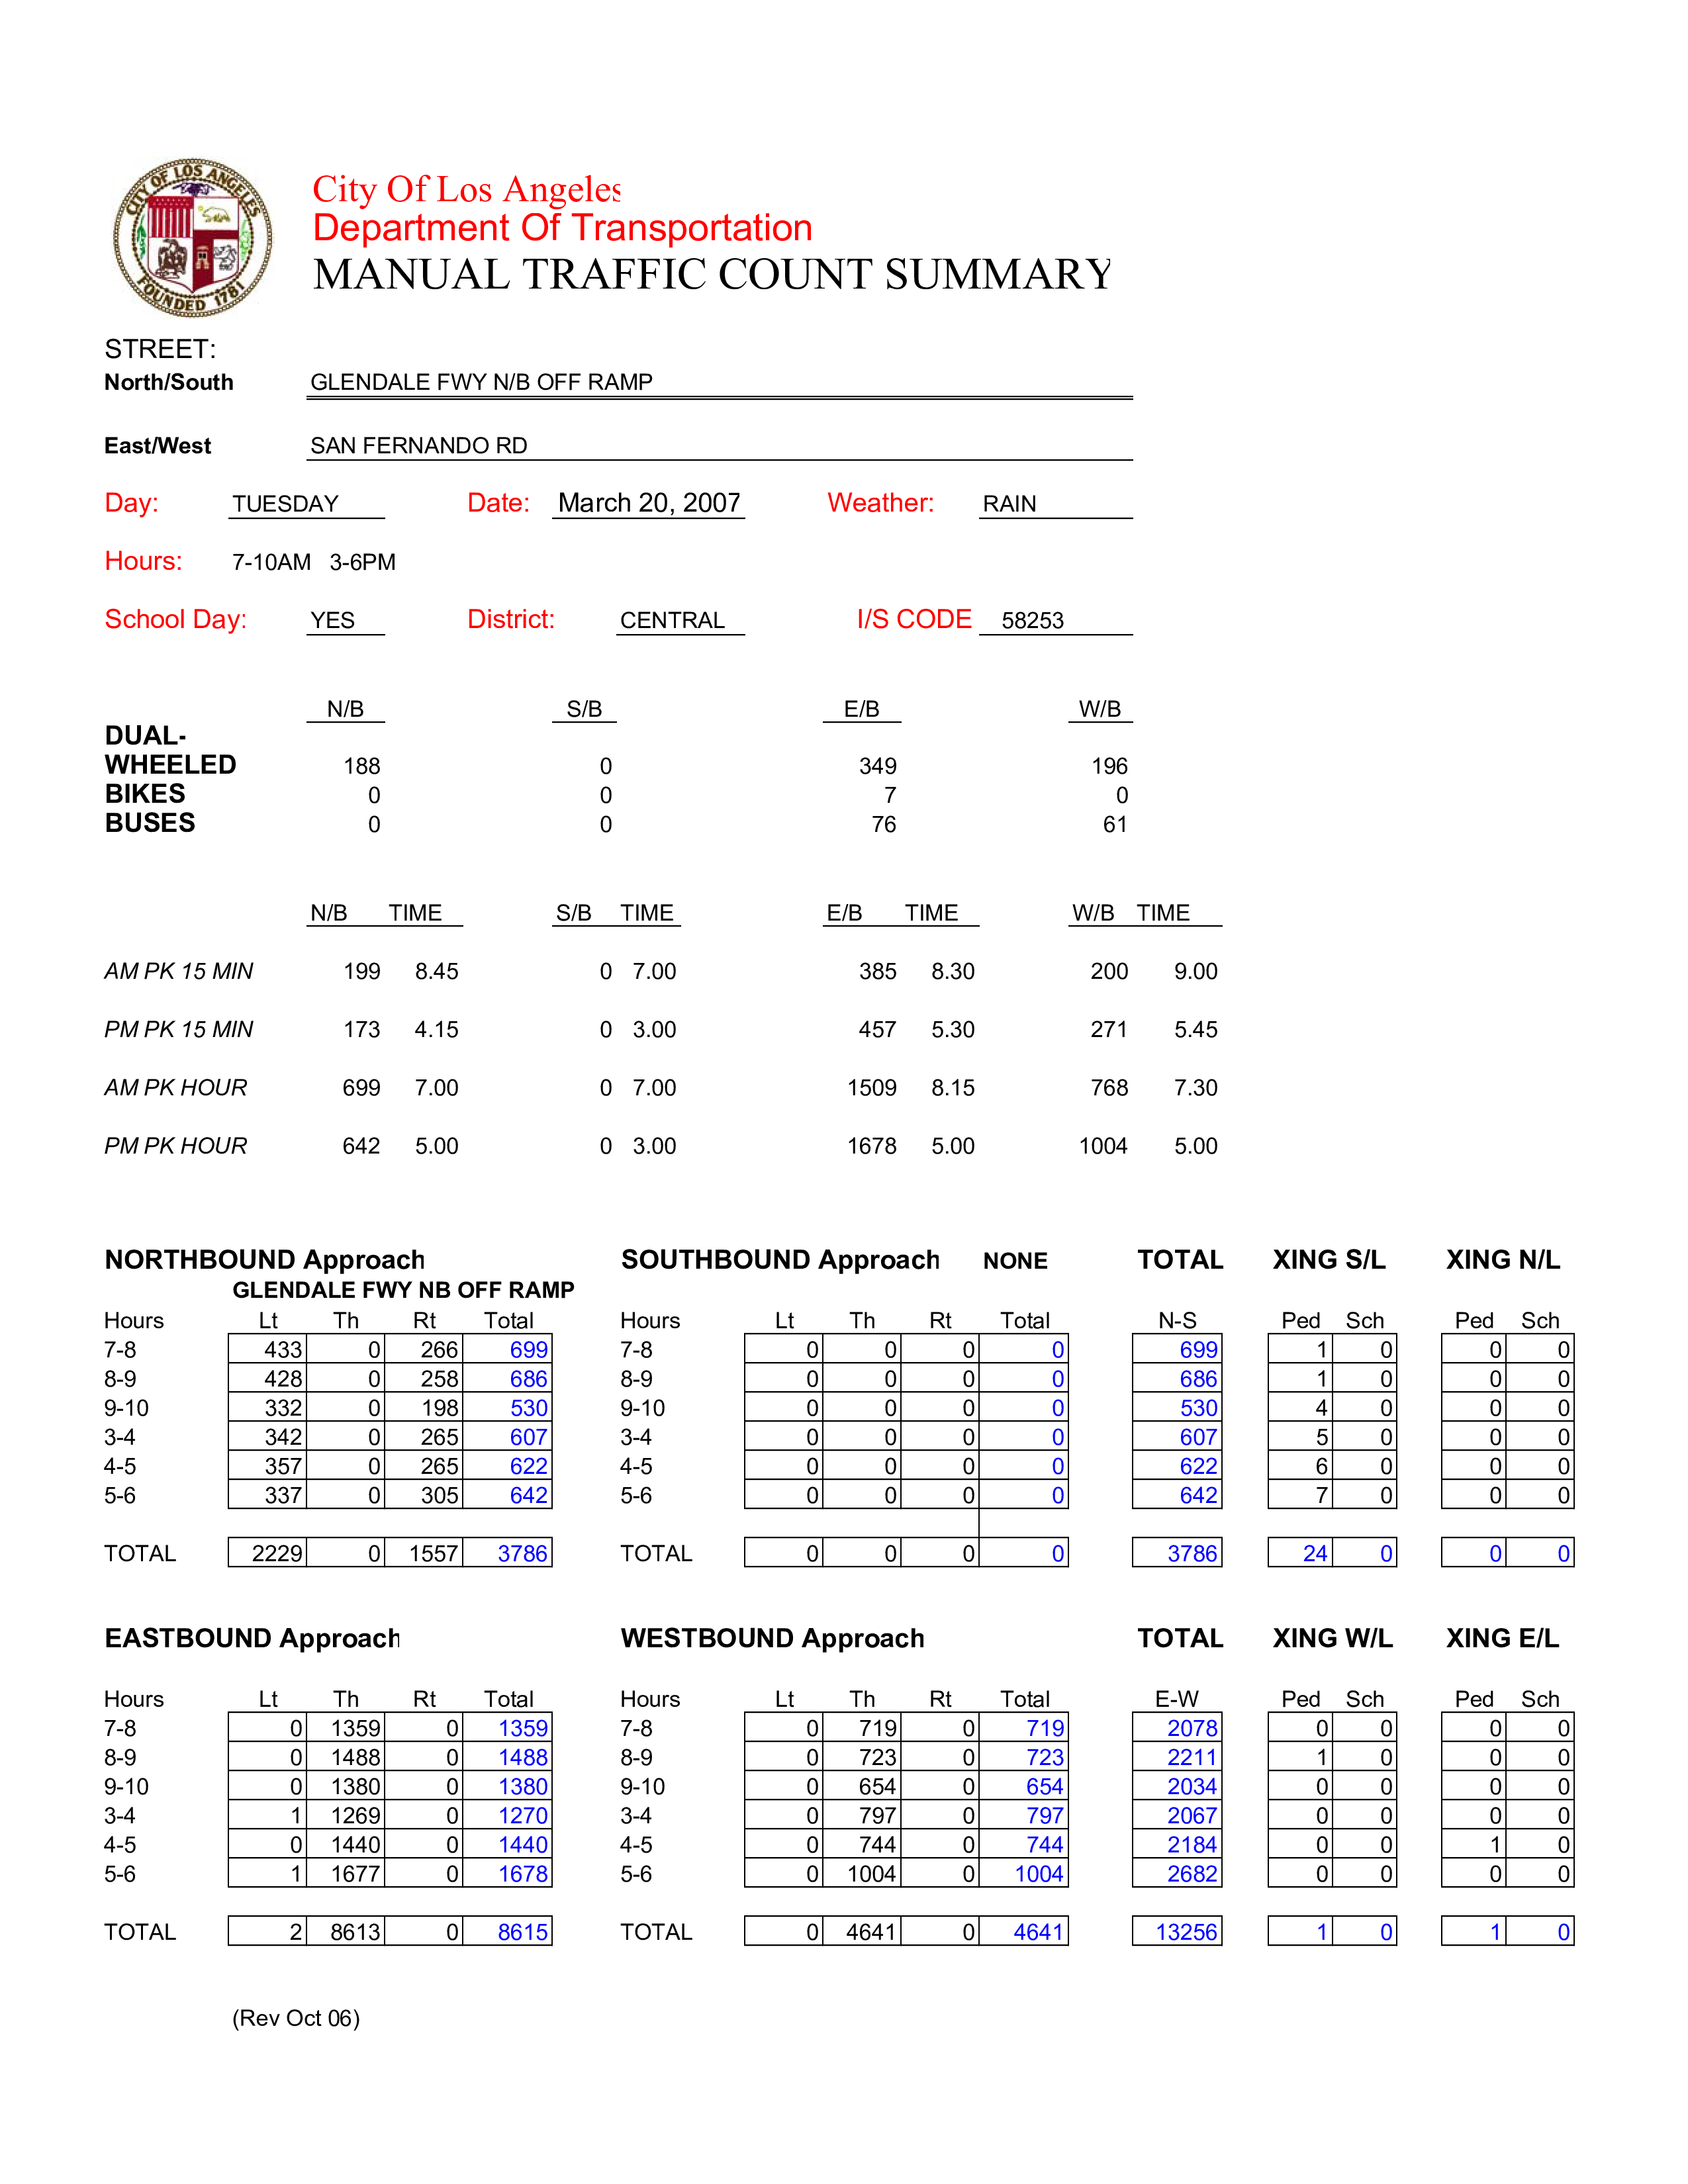 CITY OF LOS ANGELES
FOUNDED 1781
City Of Los Angeles
Department Of Transportation
MANUAL TRAFFIC COUNT SUMMARY
STREET:
North/South GLENDALE FWY N/B OFF RAMP
East/West SAN FERNANDO RD
Day: TUESDAY Date: March 20, 2007 Weather: RAIN
Hours: 7-10AM 3-6PM
School Day: YES District: CENTRAL I/S CODE 58253
N/B S/B E/B W/B
DUAL-
WHEELED 188 0 349 196
BIKES 0 0 7 0
BUSES 0 0 76 61
N/B TIME S/B TIME E/B TIME W/B TIME
AM PK 15 MIN 199 8.45 0 7.00 385 8.30 200 9.00
PM PK 15 MIN 173 4.15 0 3.00 457 5.30 271 5.45
AM PK HOUR 699 7.00 0 7.00 1509 8.15 768 7.30
PM PK HOUR 642 5.00 0 3.00 1678 5.00 1004 5.00
NORTHBOUND Approach SOUTHBOUND Approach NONE TOTAL XING S/L XING N/L
GLENDALE FWY NB OFF RAMP
Hours Lt Th Rt Total Hours Lt Th Rt Total N-S Ped Sch Ped Sch
7-8 433 0 266 699 7-8 0 0 0 0 699 1 0 0 0
8-9 428 0 258 686 8-9 0 0 0 0 686 1 0 0 0
9-10 332 0 198 530 9-10 0 0 0 0 530 4 0 0 0
3-4 342 0 265 607 3-4 0 0 0 0 607 5 0 0 0
4-5 357 0 265 622 4-5 0 0 0 0 622 6 0 0 0
5-6 337 0 305 642 5-6 0 0 0 0 642 7 0 0 0
TOTAL 2229 0 1557 3786 TOTAL 0 0 0 0 3786 24 0 0 0
EASTBOUND Approach WESTBOUND Approach TOTAL XING W/L XING E/L
Hours Lt Th Rt Total Hours Lt Th Rt Total E-W Ped Sch Ped Sch
7-8 0 1359 0 1359 7-8 0 719 0 719 2078 0 0 0 0
8-9 0 1488 0 1488 8-9 0 723 0 723 2211 1 0 0 0
9-10 0 1380 0 1380 9-10 0 654 0 654 2034 0 0 0 0
3-4 1 1269 0 1270 3-4 0 797 0 797 2067 0 0 0 0
4-5 0 1440 0 1440 4-5 0 744 0 744 2184 0 0 1 0
5-6 1 1677 0 1678 5-6 0 1004 0 1004 2682 0 0 0 0
TOTAL 2 8613 0 8615 TOTAL 0 4641 0 4641 13256 1 0 1 0
(Rev Oct 06)